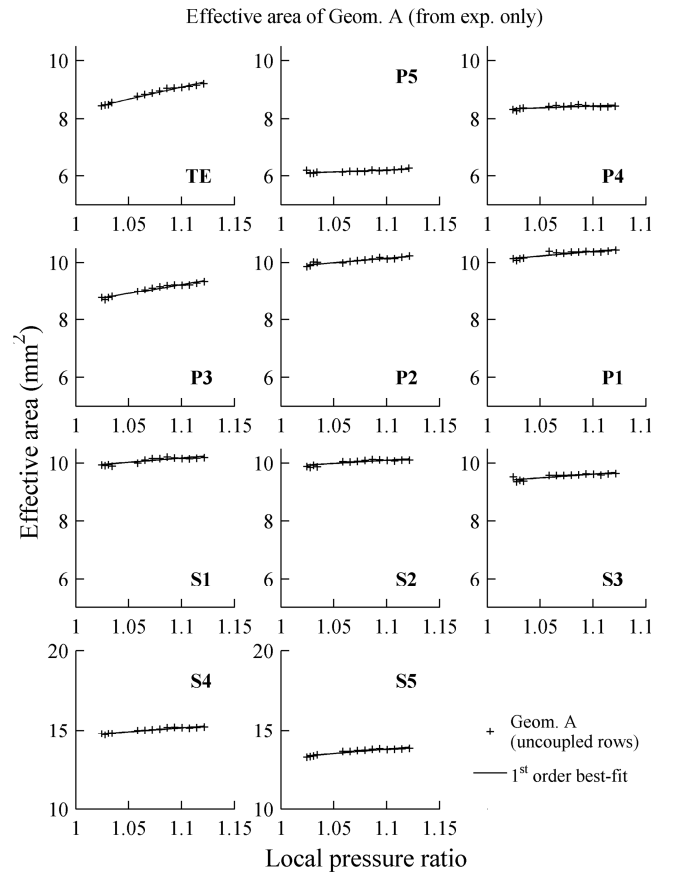 Effective area of Geom. A (from exp. only)
10
8
6
TE
1 1.05 1.1 1.15
10
8
6
P5
1 1.05 1.1 1.15
10
8
6
P4
1 1.05 1.1 1.1
10
8
6
P3
1 1.05 1.1 1.15
10
8
6
P2
1 1.05 1.1 1.15
10
8
6
P1
1 1.05 1.1 1.1
Effective area (mm²)
10
8
6
S1
1 1.05 1.1 1.15
10
8
6
S2
1 1.05 1.1 1.15
10
8
6
S3
1 1.05 1.1 1.1
20
15
10
S4
1 1.05 1.1 1.15
20
15
10
S5
1 1.05 1.1 1.15
Geom. A
(uncoupled rows)
1st order best-fit
Local pressure ratio